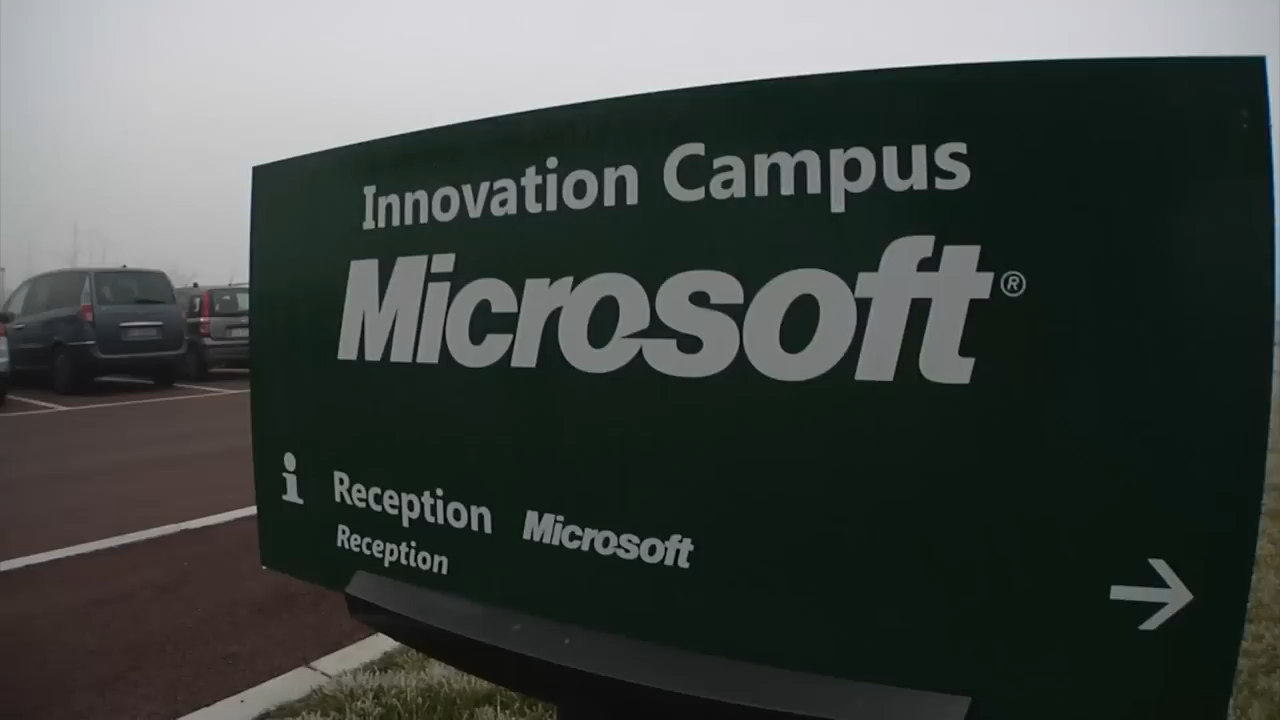 Innovation Campus
Microsoft®
i Reception Microsoft
Reception